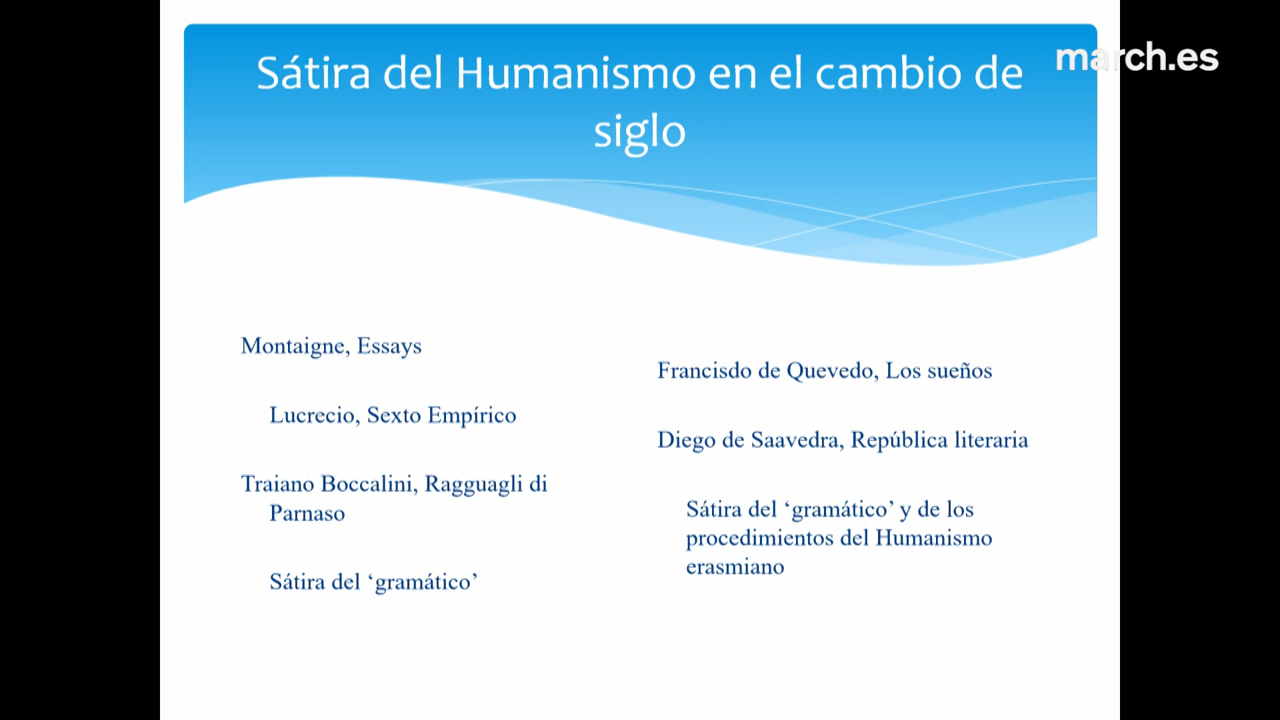 Sátira del Humanismo en el cambio de
siglo
march.es
Montaigne, Essays
Lucrecio, Sexto Empírico
Traiano Boccalini, Ragguagli di
Parnaso
Sátira del ‘gramático’
Francisdo de Quevedo, Los sueños
Diego de Saavedra, República literaria
Sátira del ‘gramático’ y de los
procedimientos del Humanismo
erasmiano